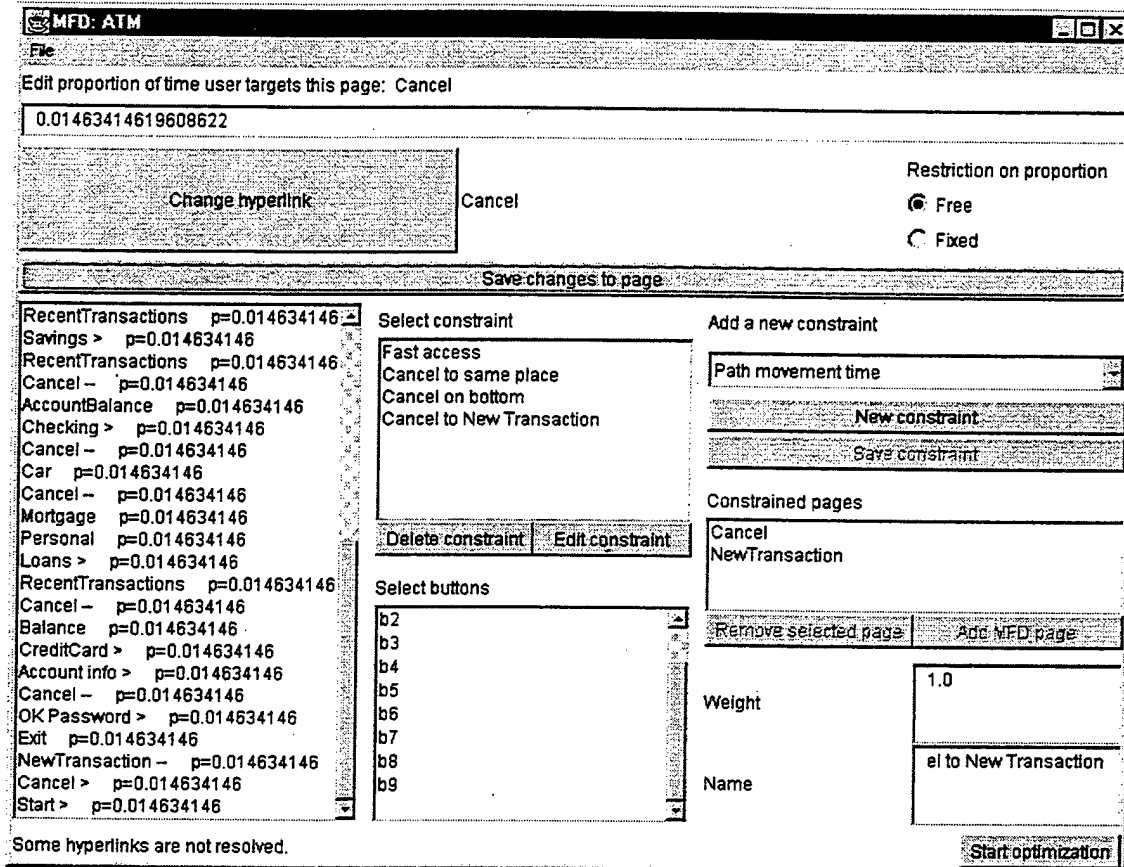 MFD: ATM
File
Edit proportion of time user targets this page: Cancel
0.01463414619608622
Change hyperlink
Cancel
Restriction on proportion
Free
Fixed
Save changes to page
RecentTransactions p=0.014634146
Savings > p=0.014634146
RecentTransactions p=0.014634146
Cancel -- p=0.014634146
AccountBalance p=0.014634146
Checking > p=0.014634146
Cancel -- p=0.014634146
Car p=0.014634146
Cancel -- p=0.014634146
Mortgage p=0.014634146
Personal p=0.014634146
Loans > p=0.014634146
RecentTransactions p=0.014634146
Cancel -- p=0.014634146
Balance p=0.014634146
CreditCard > p=0.014634146
Account info > p=0.014634146
Cancel -- p=0.014634146
OK Password > p=0.014634146
Exit p=0.014634146
NewTransaction -- p=0.014634146
Cancel > p=0.014634146
Start > p=0.014634146
Select constraint
Fast access
Cancel to same place
Cancel on bottom
Cancel to New Transaction
Delete constraint
Edit constraint
Select buttons
b2
b3
b4
b5
b6
b7
b8
b9
Add a new constraint
Path movement time
New constraint
Save constraint
Constrained pages
Cancel
NewTransaction
Remove selected page
Add MFD page
Weight
1.0
Name
el to New Transaction
Some hyperlinks are not resolved.
Start optimization